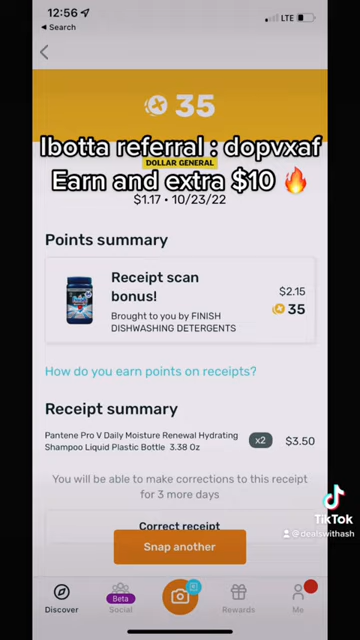 12:56
LTE
Search
35
Ibotta referral : dopvxaf
DOLLAR GENERAL
Earn and extra $10 🔥
$1.17 • 10/23/22
Points summary
Receipt scan
bonus!
Brought to you by FINISH
DISHWASHING DETERGENTS
$2.15
35
How do you earn points on receipts?
Receipt summary
Pantene Pro V Daily Moisture Renewal Hydrating
Shampoo Liquid Plastic Bottle 3.38 Oz
x2
$3.50
You will be able to make corrections to this receipt
for 3 more days
Correct receipt
Snap another
TikTok
@dealswithash
Discover
Beta
Social
Rewards
Me